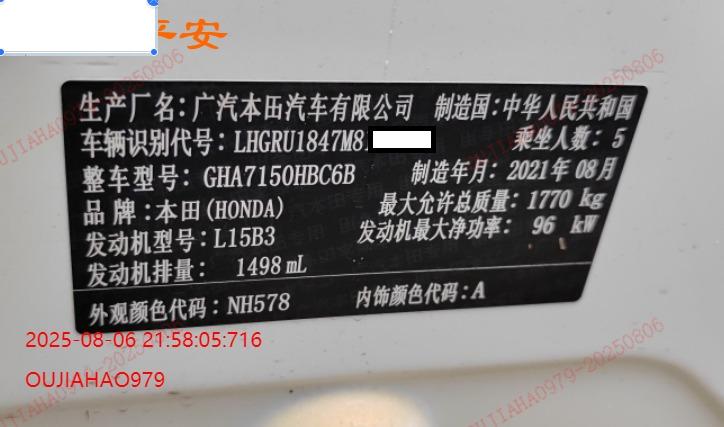 平安
生产厂名：广汽本田汽车有限公司 制造国：中华人民共和国
车辆识别代号：LHGRU1847M8 乘坐人数：5
整车型号：GHA7150HBC6B 制造年月：2021年08月
品牌：本田(HONDA) 最大允许总质量：1770 kg
发动机型号：L15B3 发动机最大净功率：96 kW
发动机排量：1498mL
外观颜色代码：NH578 内饰颜色代码：A
2025-08-06 21:58:05:716
OUJIAHAO979
OUJIAHAO979-20250806